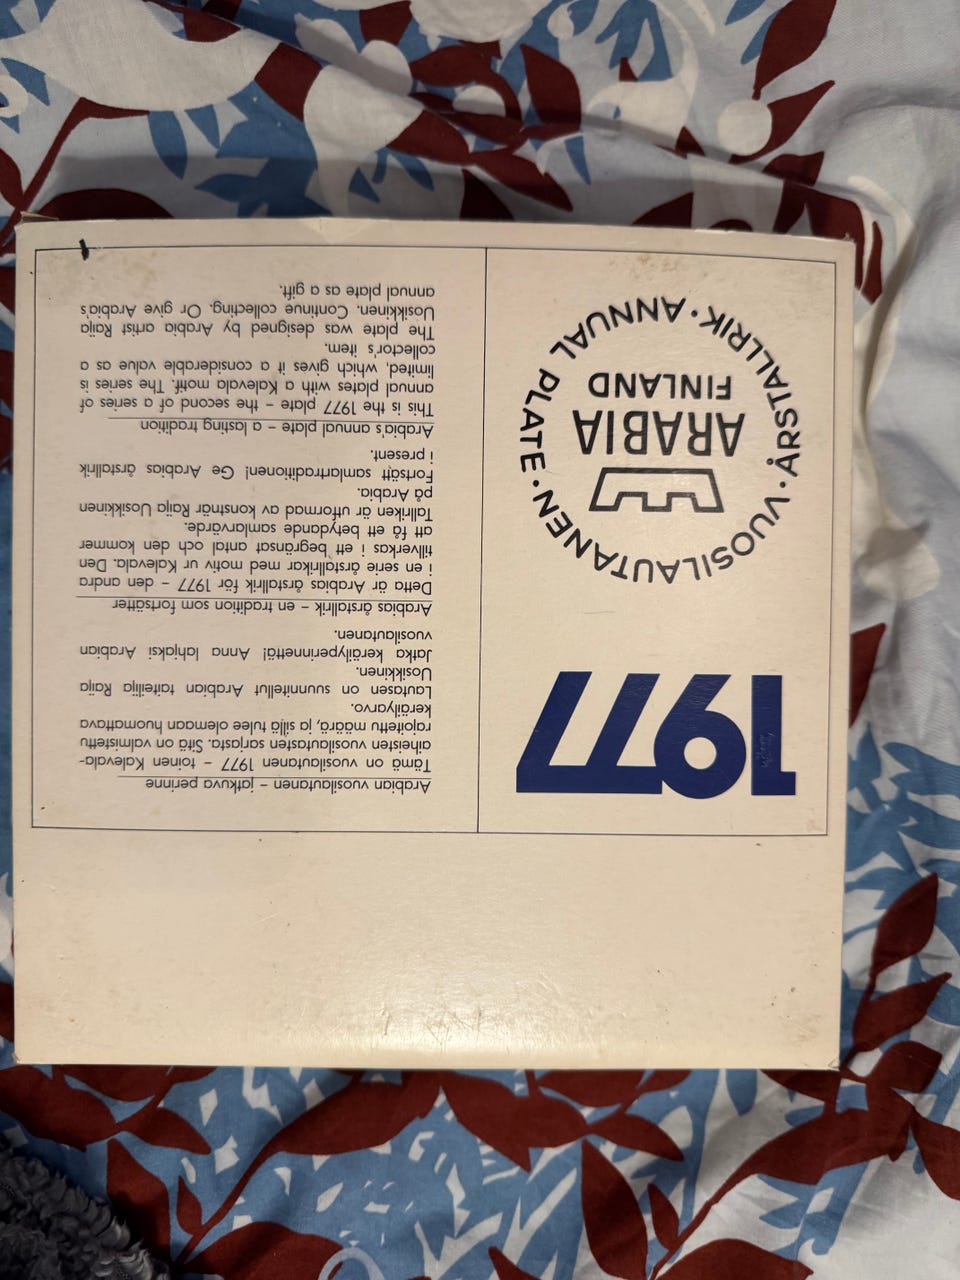 1977
VUOSILAUTANEN · ÅRSTALLRIK · ANNUAL PLATE ·
ARABIA
FINLAND
Arabian vuosilautanen – jatkuva perinne
Tämä on vuosilautanen 1977 – toinen Kalevala-
aiheisten vuosilautasten sarjasta. Sitä on valmistettu
rajoitettu määrä, ja sillä tulee olemaan huomattava
keräilyarvo.
Lautasen on suunnitellut Arabian taiteilija Raija
Uosikkinen.
Jatka keräilyperinnettä! Anna lahjaksi Arabian
vuosilautanen.
Arabias årstallrik – en tradition som fortsätter
Detta är Arabias årstallrik för 1977 – den andra
i en serie årstallrikar med motiv ur Kalevala. Den
tillverkas i ett begränsat antal och den kommer
att få ett betydande samlarvärde.
Talleriken är utformad av konstnär Raija Uosikkinen
på Arabia.
Fortsätt samlartraditionen! Ge Arabias årstallrik
i present.
Arabia's annual plate – a lasting tradition
This is the 1977 plate – the second of a series of
annual plates with a Kalevala motif. The series is
limited, which gives it a considerable value as a
collector's item.
The plate was designed by Arabia artist Raija
Uosikkinen. Continue collecting. Or give Arabia's
annual plate as a gift.